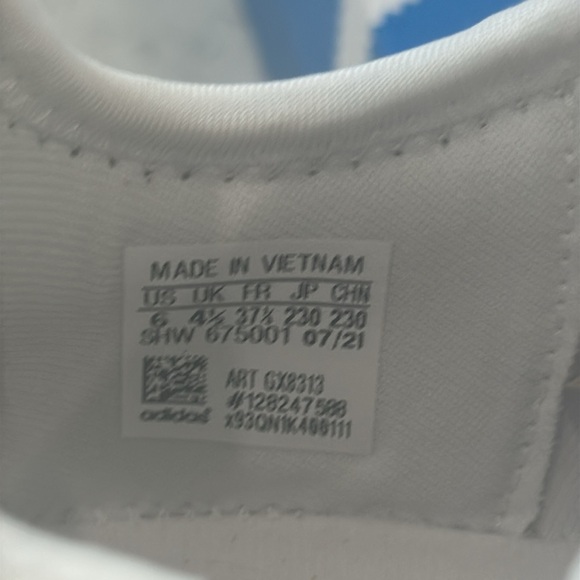 MADE IN VIETNAM
US UK FR JP CHN
6 4½ 37⅓ 230 230
SHW 675001 07/21
ART GX8313
#128247588
adidas x93QN1K400111